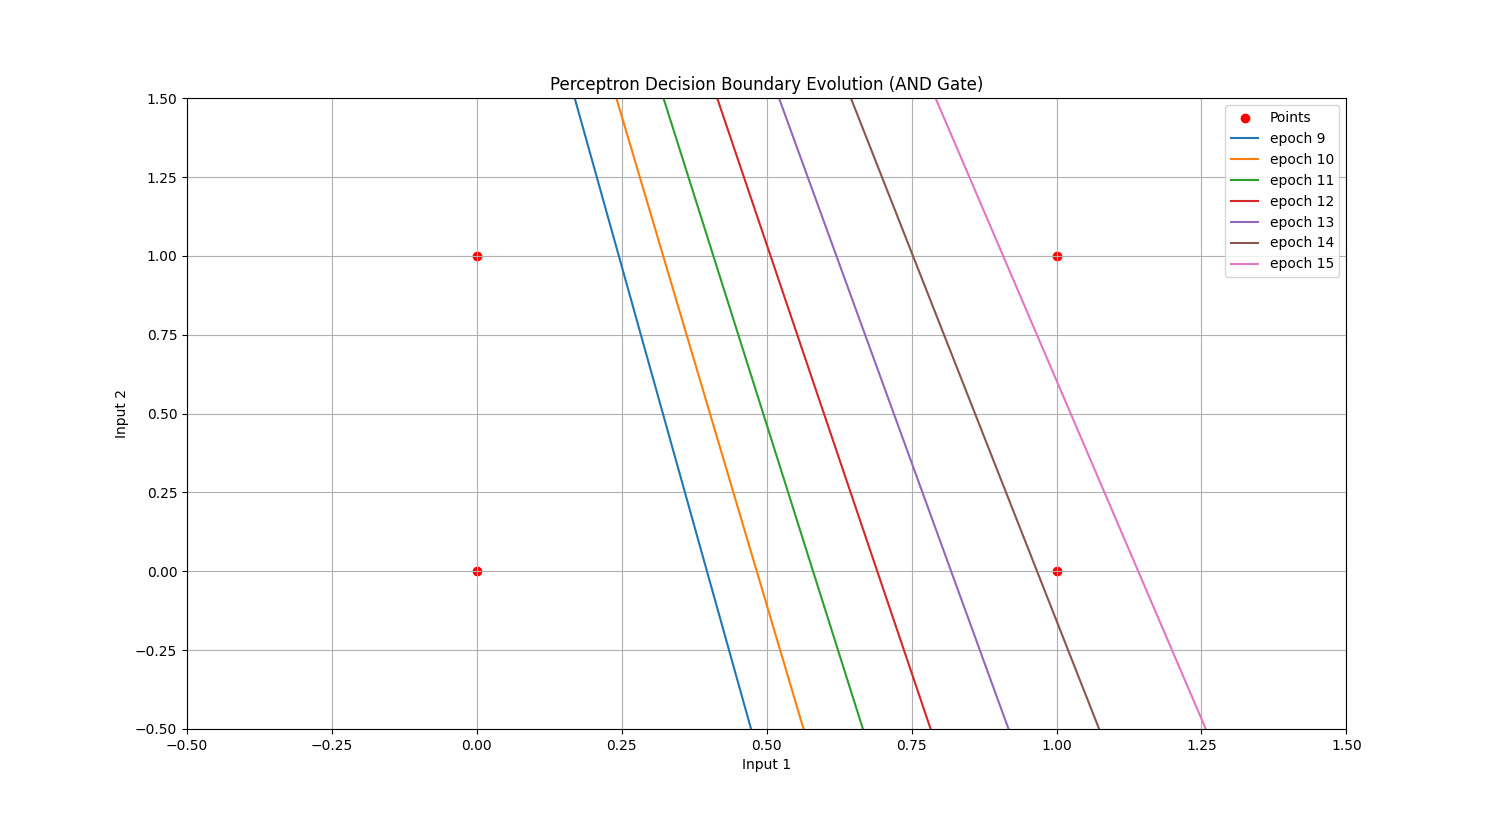 Perceptron Decision Boundary Evolution (AND Gate)
1.50
1.25
1.00
0.75
0.50
0.25
0.00
−0.25
−0.50
Input 2
Points
epoch 9
epoch 10
epoch 11
epoch 12
epoch 13
epoch 14
epoch 15
−0.50 −0.25 0.00 0.25 0.50 0.75 1.00 1.25 1.50
Input 1